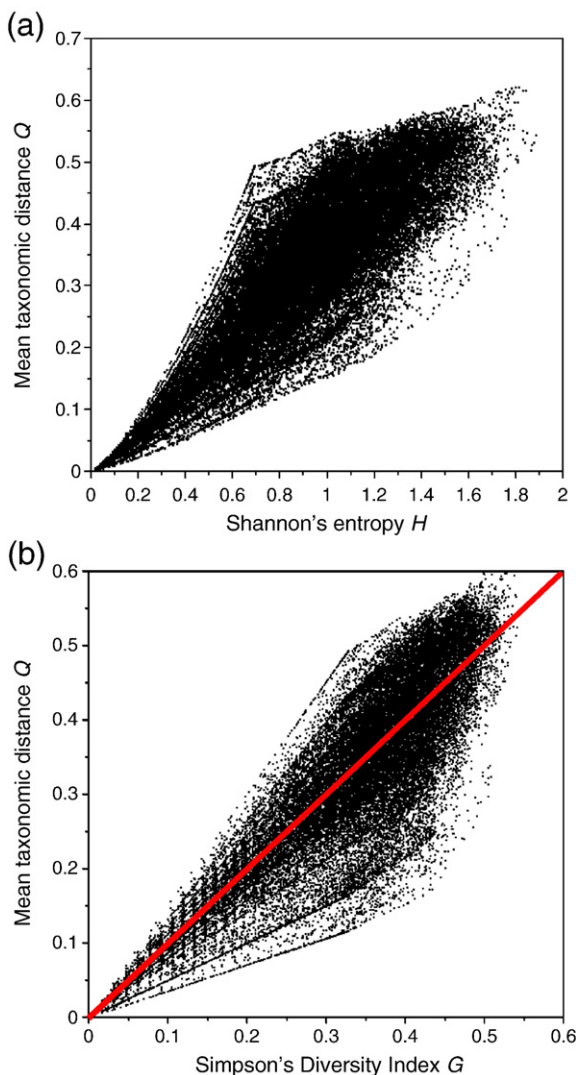 (a)
0.7
0.6
0.5
0.4
0.3
0.2
0.1
0
Mean taxonomic distance Q
0 0.2 0.4 0.6 0.8 1 1.2 1.4 1.6 1.8 2
Shannon's entropy H
(b)
0.6
0.5
0.4
0.3
0.2
0.1
0
Mean taxonomic distance Q
0 0.1 0.2 0.3 0.4 0.5 0.6
Simpson's Diversity Index G